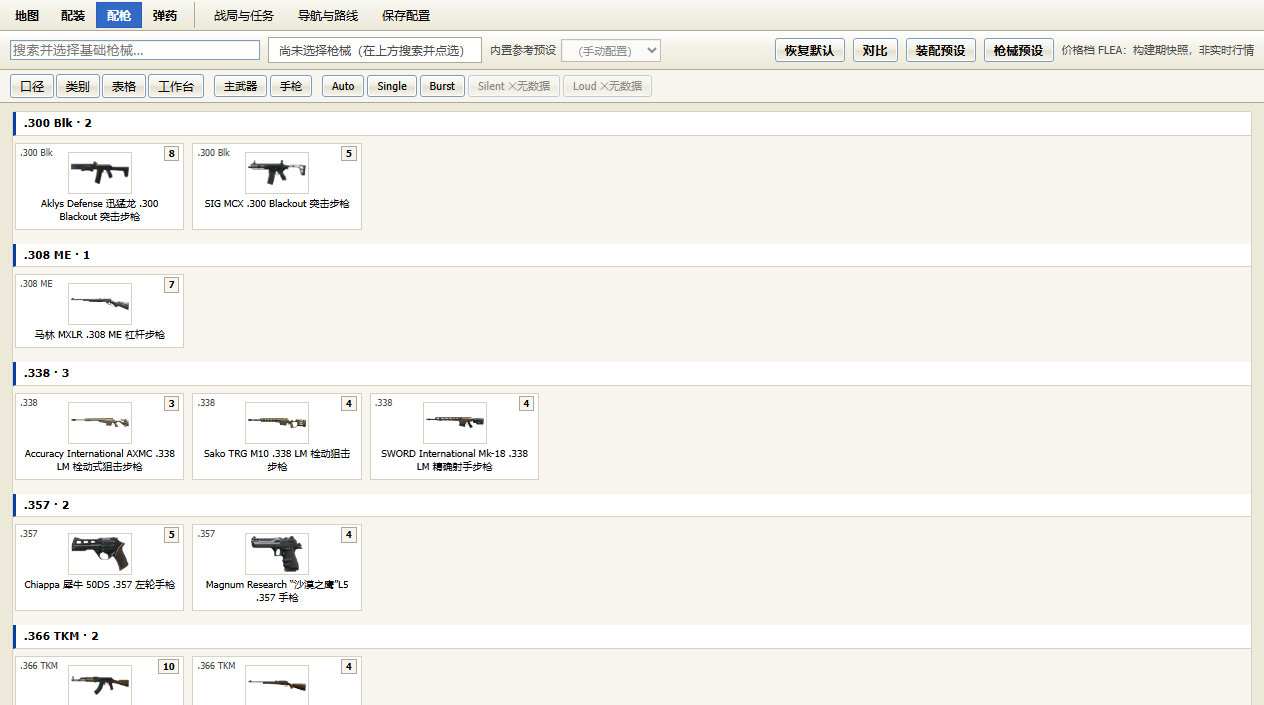 地图 配装 配枪 弹药 战局与任务 导航与路线 保存配置
搜索并选择基础枪械... 尚未选择枪械（在上方搜索并点选） 内置参考预设 （手动配置） 恢复默认 对比 装配预设 枪械预设 价格档 FLEA：构建期快照，非实时行情
口径 类别 表格 工作台 主武器 手枪 Auto Single Burst Silent ×无数据 Loud ×无数据
.300 Blk · 2
.300 Blk 8
Aklys Defense 迅猛龙 .300
Blackout 突击步枪
.300 Blk 5
SIG MCX .300 Blackout 突击步枪
.308 ME · 1
.308 ME 7
马林 MXLR .308 ME 杠杆步枪
.338 · 3
.338 3
Accuracy International AXMC .338
LM 栓动式狙击步枪
.338 4
Sako TRG M10 .338 LM 栓动狙击
步枪
.338 4
SWORD International Mk-18 .338
LM 精确射手步枪
.357 · 2
.357 5
Chiappa 犀牛 50DS .357 左轮手枪
.357 4
Magnum Research “沙漠之鹰”L5
.357 手枪
.366 TKM · 2
.366 TKM 10
.366 TKM 4